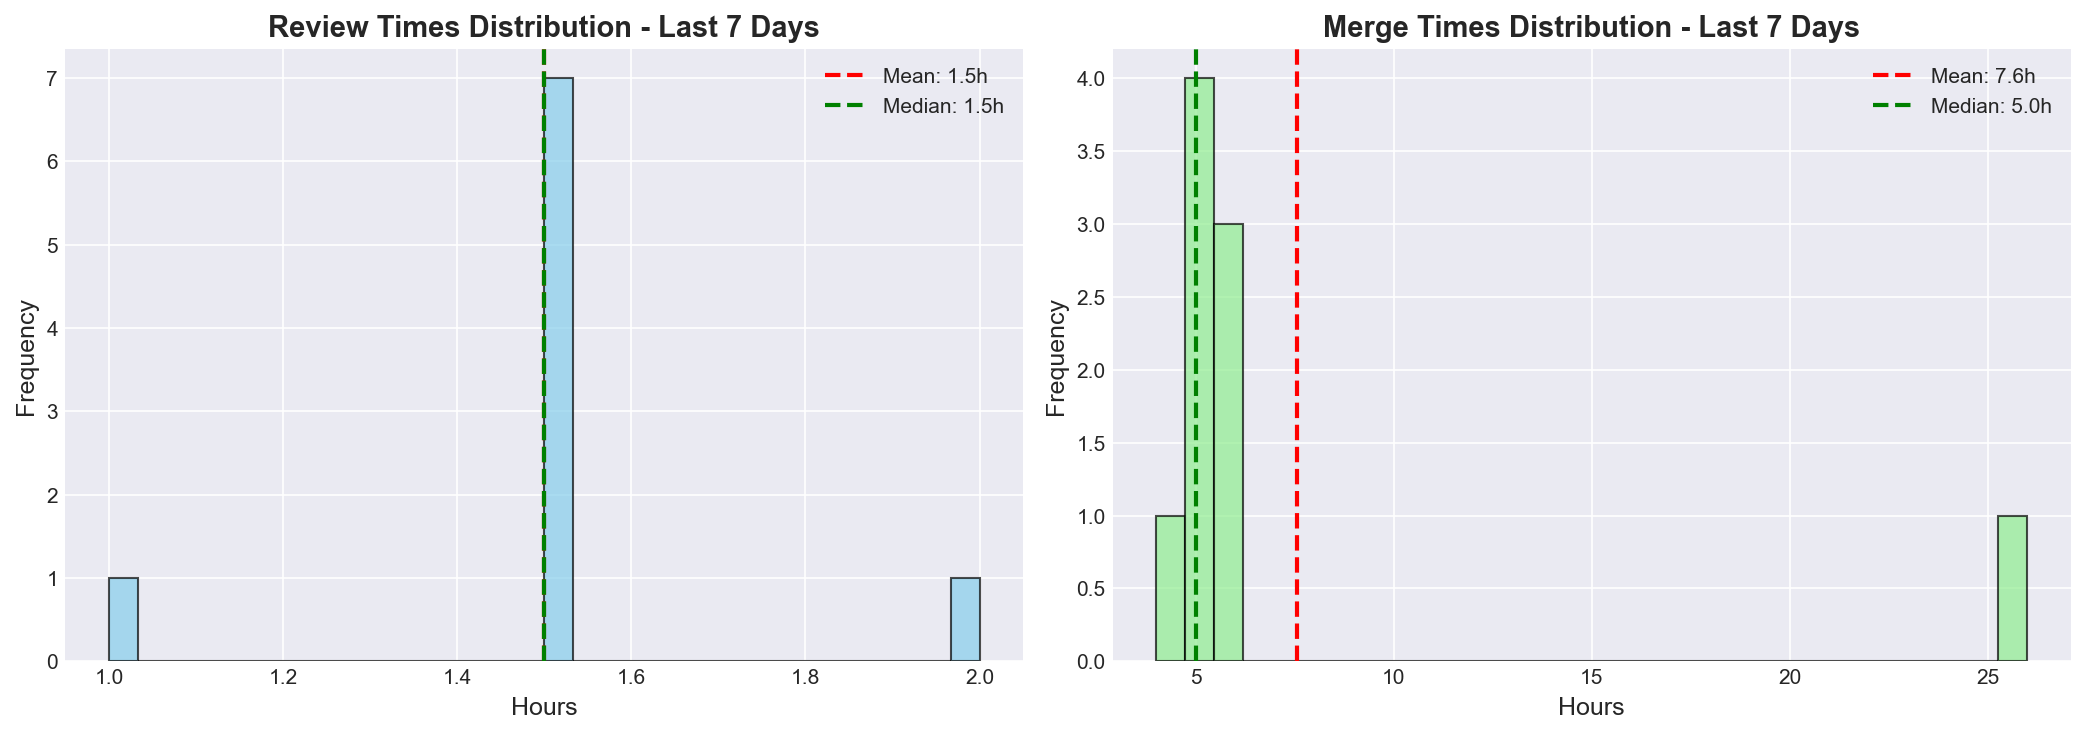 Review Times Distribution - Last 7 Days
Mean: 1.5h
Median: 1.5h
7
6
5
4
3
2
1
0
Frequency
1.0 1.2 1.4 1.6 1.8 2.0
Hours
Merge Times Distribution - Last 7 Days
Mean: 7.6h
Median: 5.0h
4.0
3.5
3.0
2.5
2.0
1.5
1.0
0.5
0.0
Frequency
5 10 15 20 25
Hours